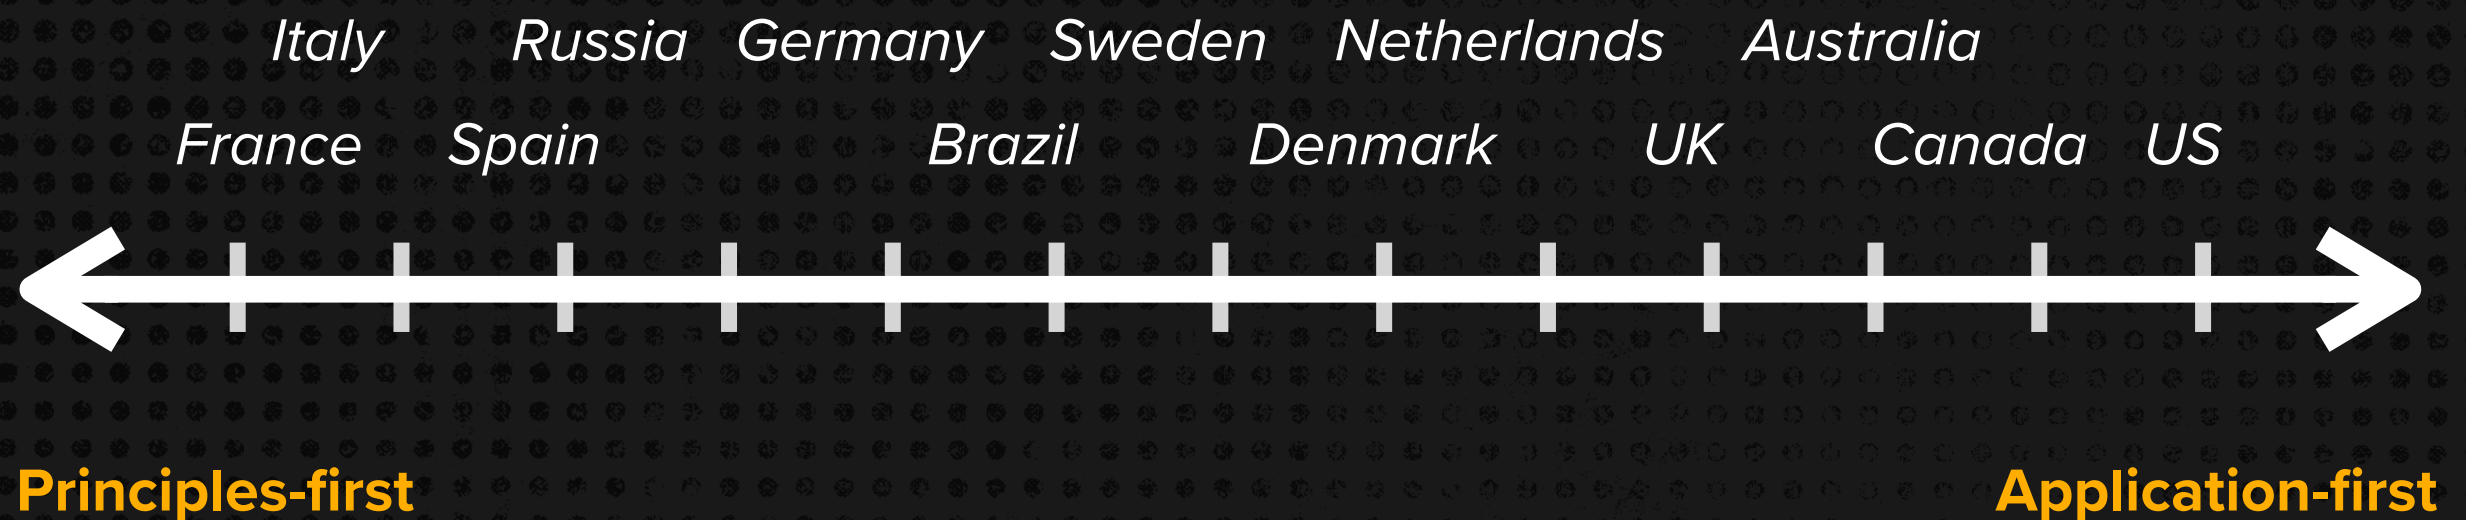 Italy Russia Germany Sweden Netherlands Australia
France Spain Brazil Denmark UK Canada US
Principles-first Application-first